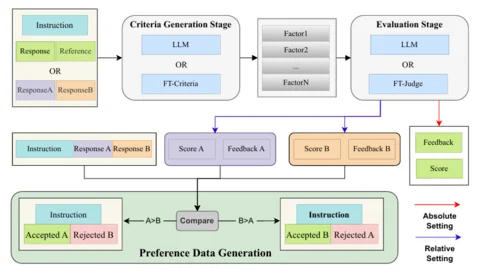 Instruction
Response Reference
OR
ResponseA ResponseB
Criteria Generation Stage
LLM
OR
FT-Criteria
Factor1
Factor2
...
FactorN
Evaluation Stage
LLM
OR
FT-Judge
Instruction Response A Response B
Score A Feedback A
Score B Feedback B
Feedback
Score
Instruction
Accepted A Rejected B
A>B
Compare
B>A
Instruction
Accepted B Rejected A
Preference Data Generation
Absolute
Setting
Relative
Setting